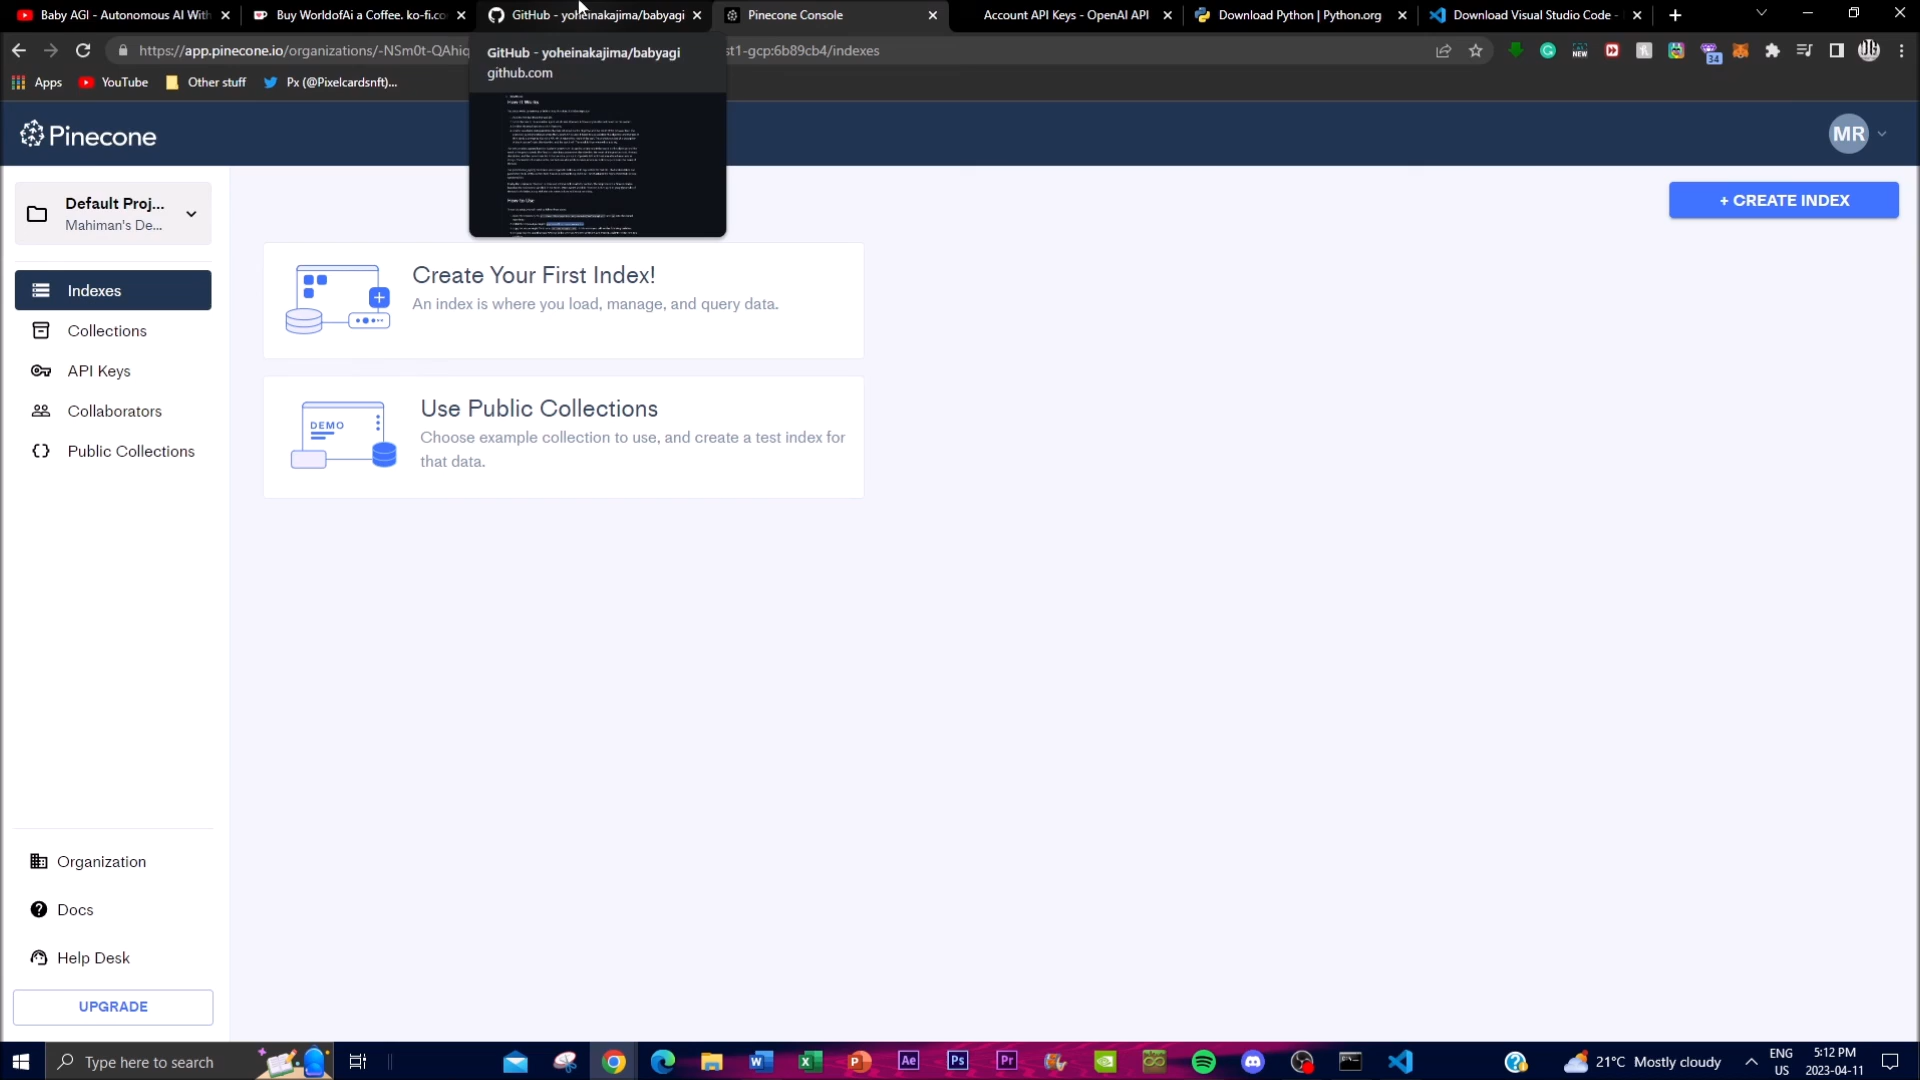 Baby AGI - Autonomous AI With
Buy WorldofAi a Coffee. ko-fi.co
GitHub - yoheinakajima/babyagi
Pinecone Console
Account API Keys - OpenAI API
Download Python | Python.org
Download Visual Studio Code -
https://app.pinecone.io/organizations/-NSm0t-QAhiq
st1-gcp:6b89cb4/indexes
NEW
34
Apps
YouTube
Other stuff
Px (@Pixelcardsnft)...
GitHub - yoheinakajima/babyagi
github.com
Pinecone
MR
Default Proj...
Mahiman's De...
+ CREATE INDEX
Indexes
Collections
API Keys
Collaborators
Public Collections
Create Your First Index!
An index is where you load, manage, and query data.
DEMO
Use Public Collections
Choose example collection to use, and create a test index for
that data.
Organization
Docs
Help Desk
UPGRADE
Type here to search
Ae
Ps
Pr
21°C Mostly cloudy
ENG
US
5:12 PM
2023-04-11